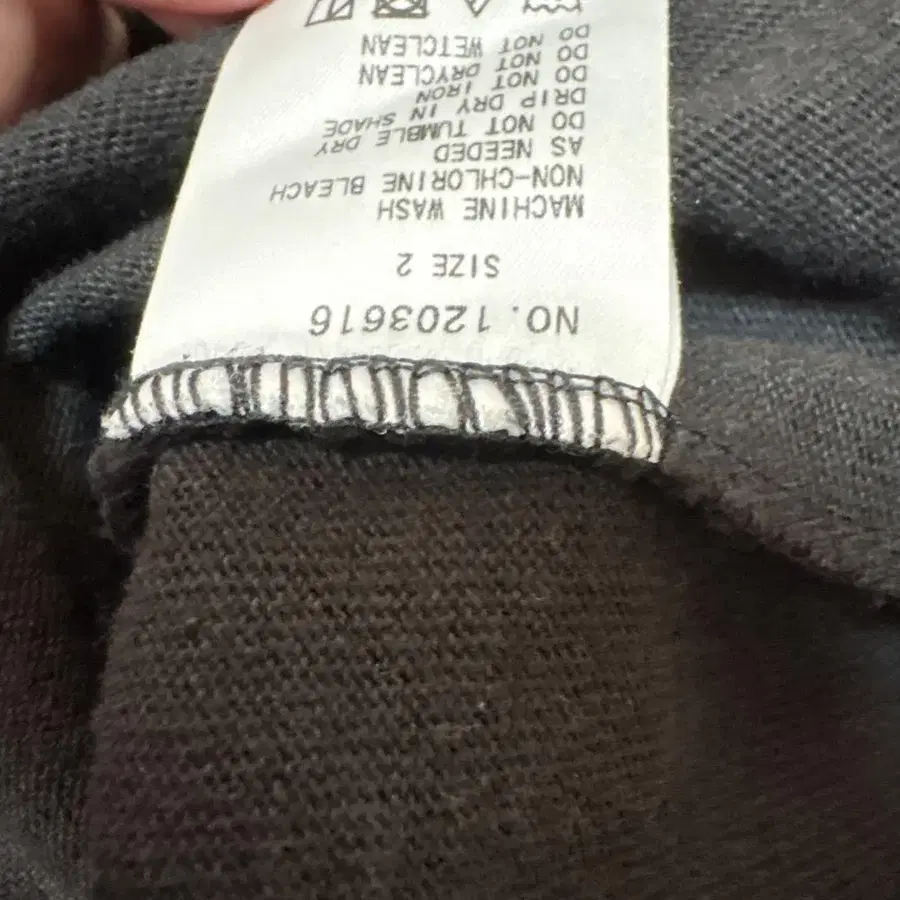 NO. 1203616
SIZE 2
MACHINE WASH
NON-CHLORINE BLEACH
AS NEEDED
DO NOT TUMBLE DRY
DRIP DRY IN SHADE
DO NOT IRON
DO NOT DRYCLEAN
DO NOT WETCLEAN